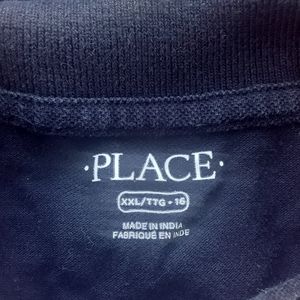 ·PLACE·
XXL/TTG • 16
MADE IN INDIA
FABRIQUÉ EN INDE